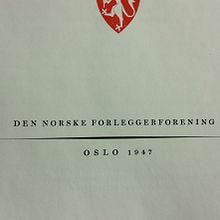 DEN NORSKE FORLEGGERFORENING
OSLO 1947